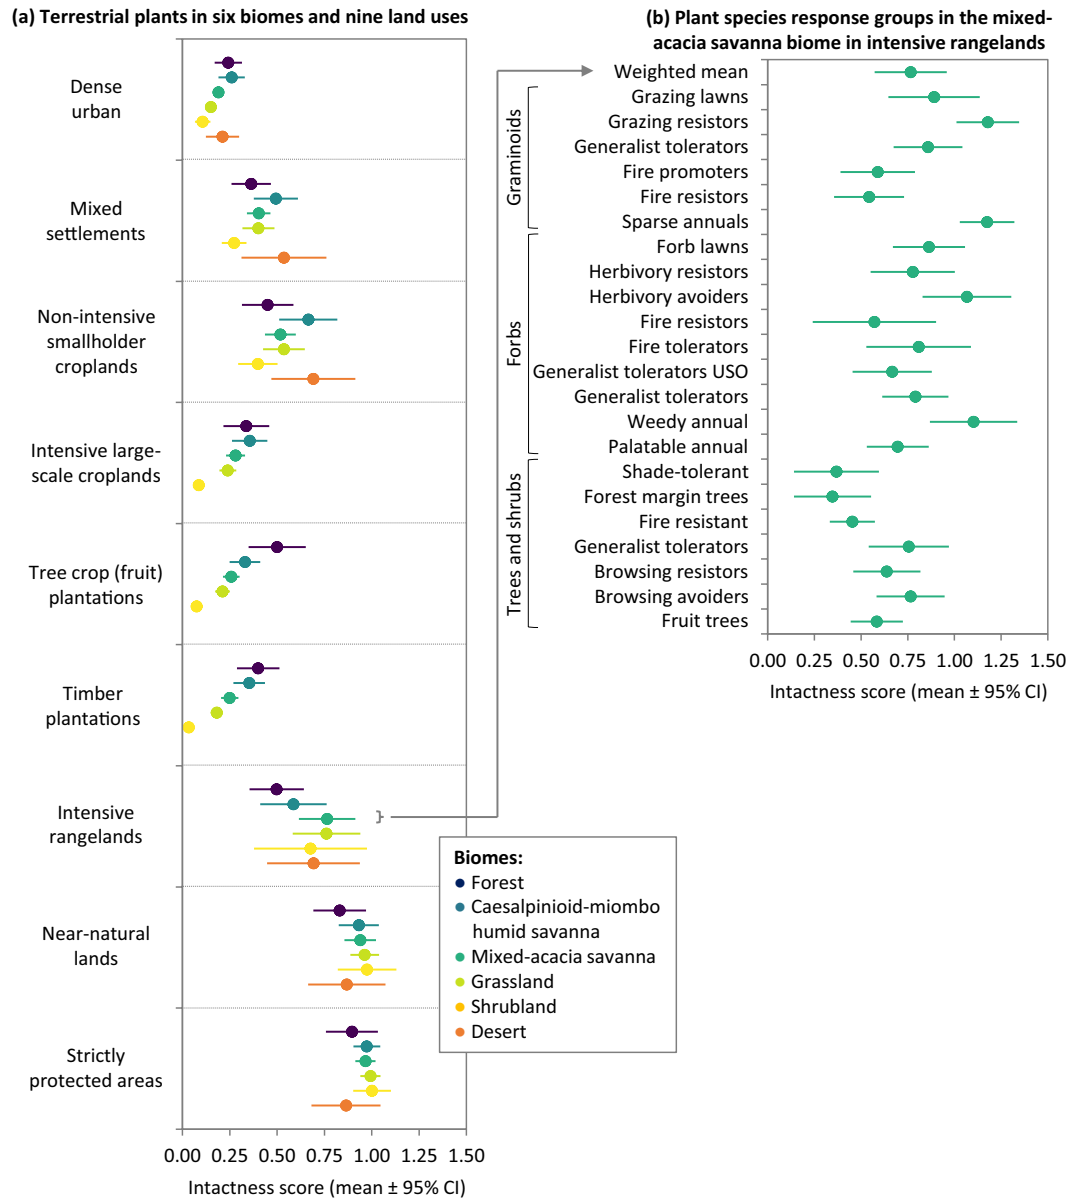 (a) Terrestrial plants in six biomes and nine land uses
Dense
urban
Mixed
settlements
Non-intensive
smallholder
croplands
Intensive large-
scale croplands
Tree crop (fruit)
plantations
Timber
plantations
Intensive
rangelands
Near-natural
lands
Strictly
protected areas
0.00 0.25 0.50 0.75 1.00 1.25 1.50
Intactness score (mean ± 95% CI)
Biomes:
Forest
Caesalpinioid-miombo
humid savanna
Mixed-acacia savanna
Grassland
Shrubland
Desert
(b) Plant species response groups in the mixed-
acacia savanna biome in intensive rangelands
Weighted mean
Graminoids
Grazing lawns
Grazing resistors
Generalist tolerators
Fire promoters
Fire resistors
Sparse annuals
Forbs
Forb lawns
Herbivory resistors
Herbivory avoiders
Fire resistors
Fire tolerators
Generalist tolerators USO
Generalist tolerators
Weedy annual
Palatable annual
Trees and shrubs
Shade-tolerant
Forest margin trees
Fire resistant
Generalist tolerators
Browsing resistors
Browsing avoiders
Fruit trees
0.00 0.25 0.50 0.75 1.00 1.25 1.50
Intactness score (mean ± 95% CI)